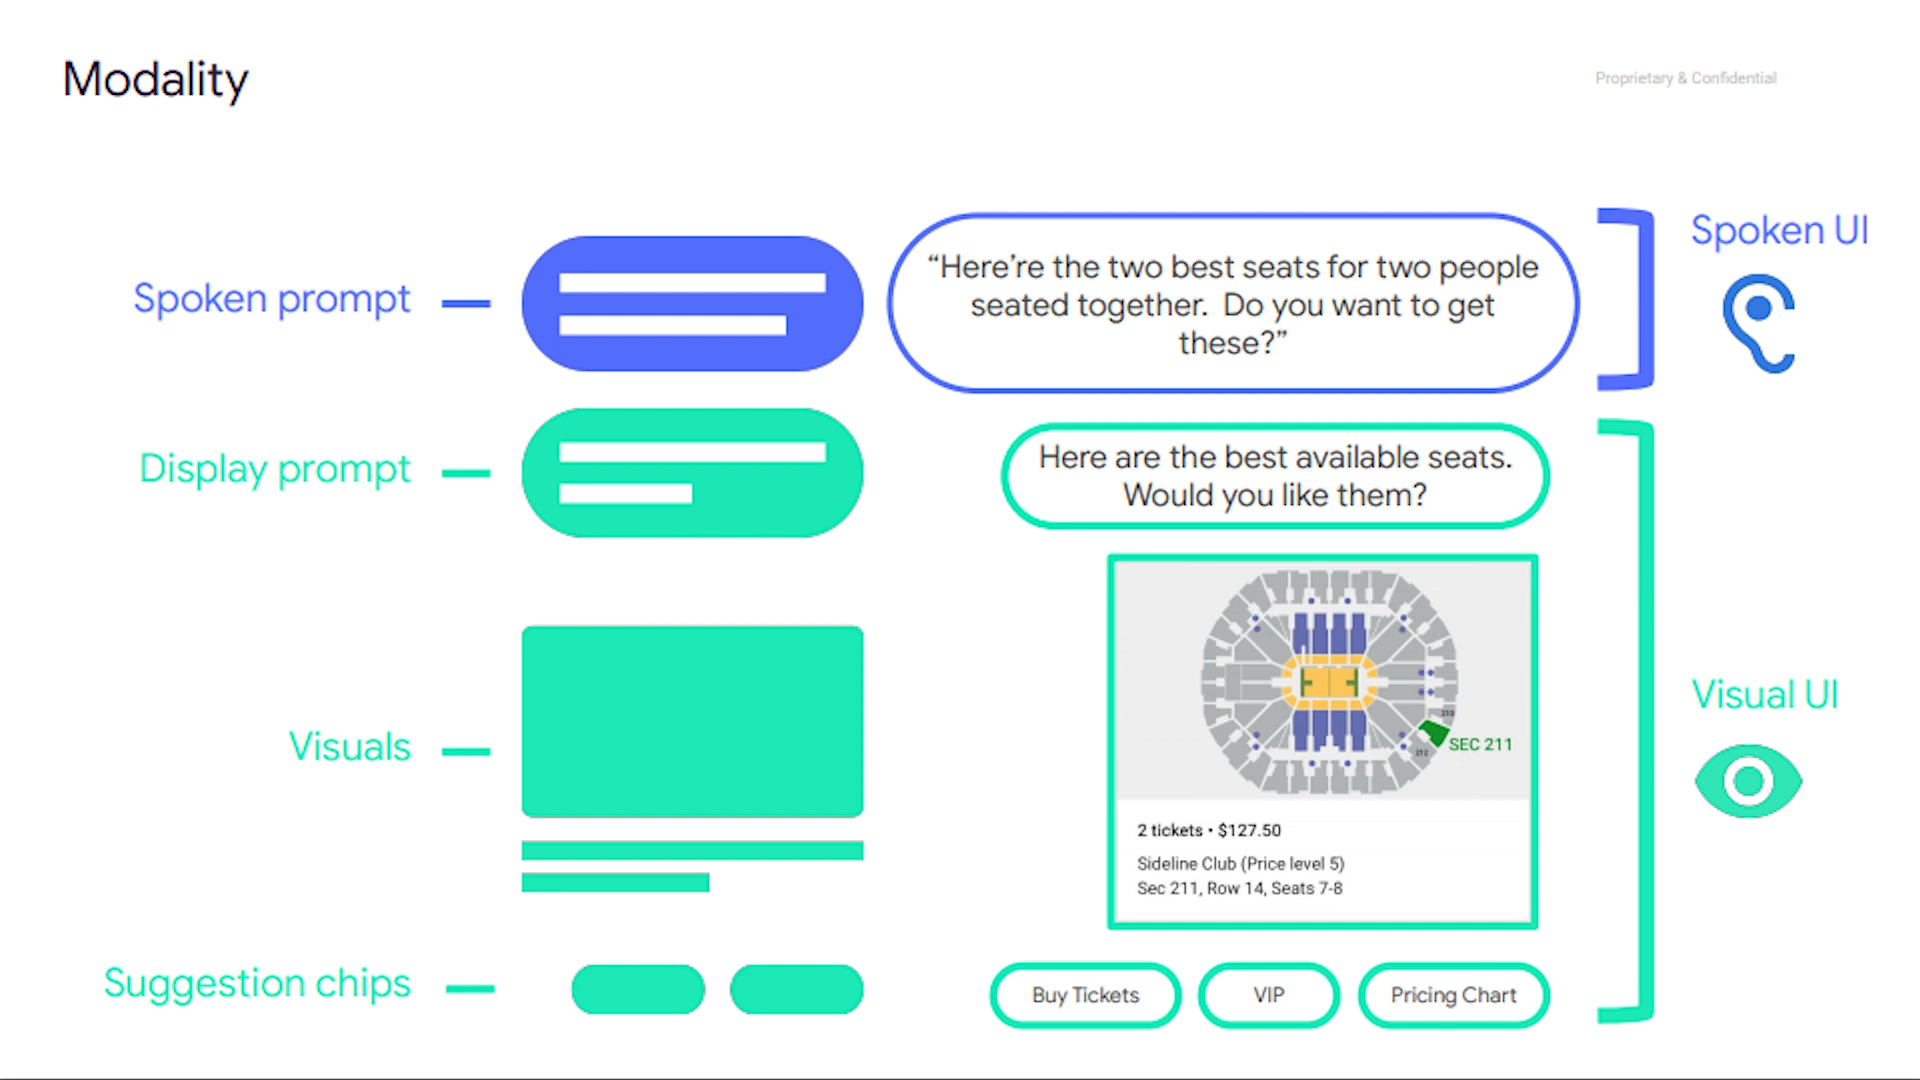 Modality
Proprietary & Confidential
Spoken prompt
“Here’re the two best seats for two people
seated together.  Do you want to get
these?”
Spoken UI
Display prompt
Here are the best available seats.
Would you like them?
Visuals
210
212
SEC 211
2 tickets • $127.50
Sideline Club (Price level 5)
Sec 211, Row 14, Seats 7-8
Visual UI
Suggestion chips
Buy Tickets
VIP
Pricing Chart